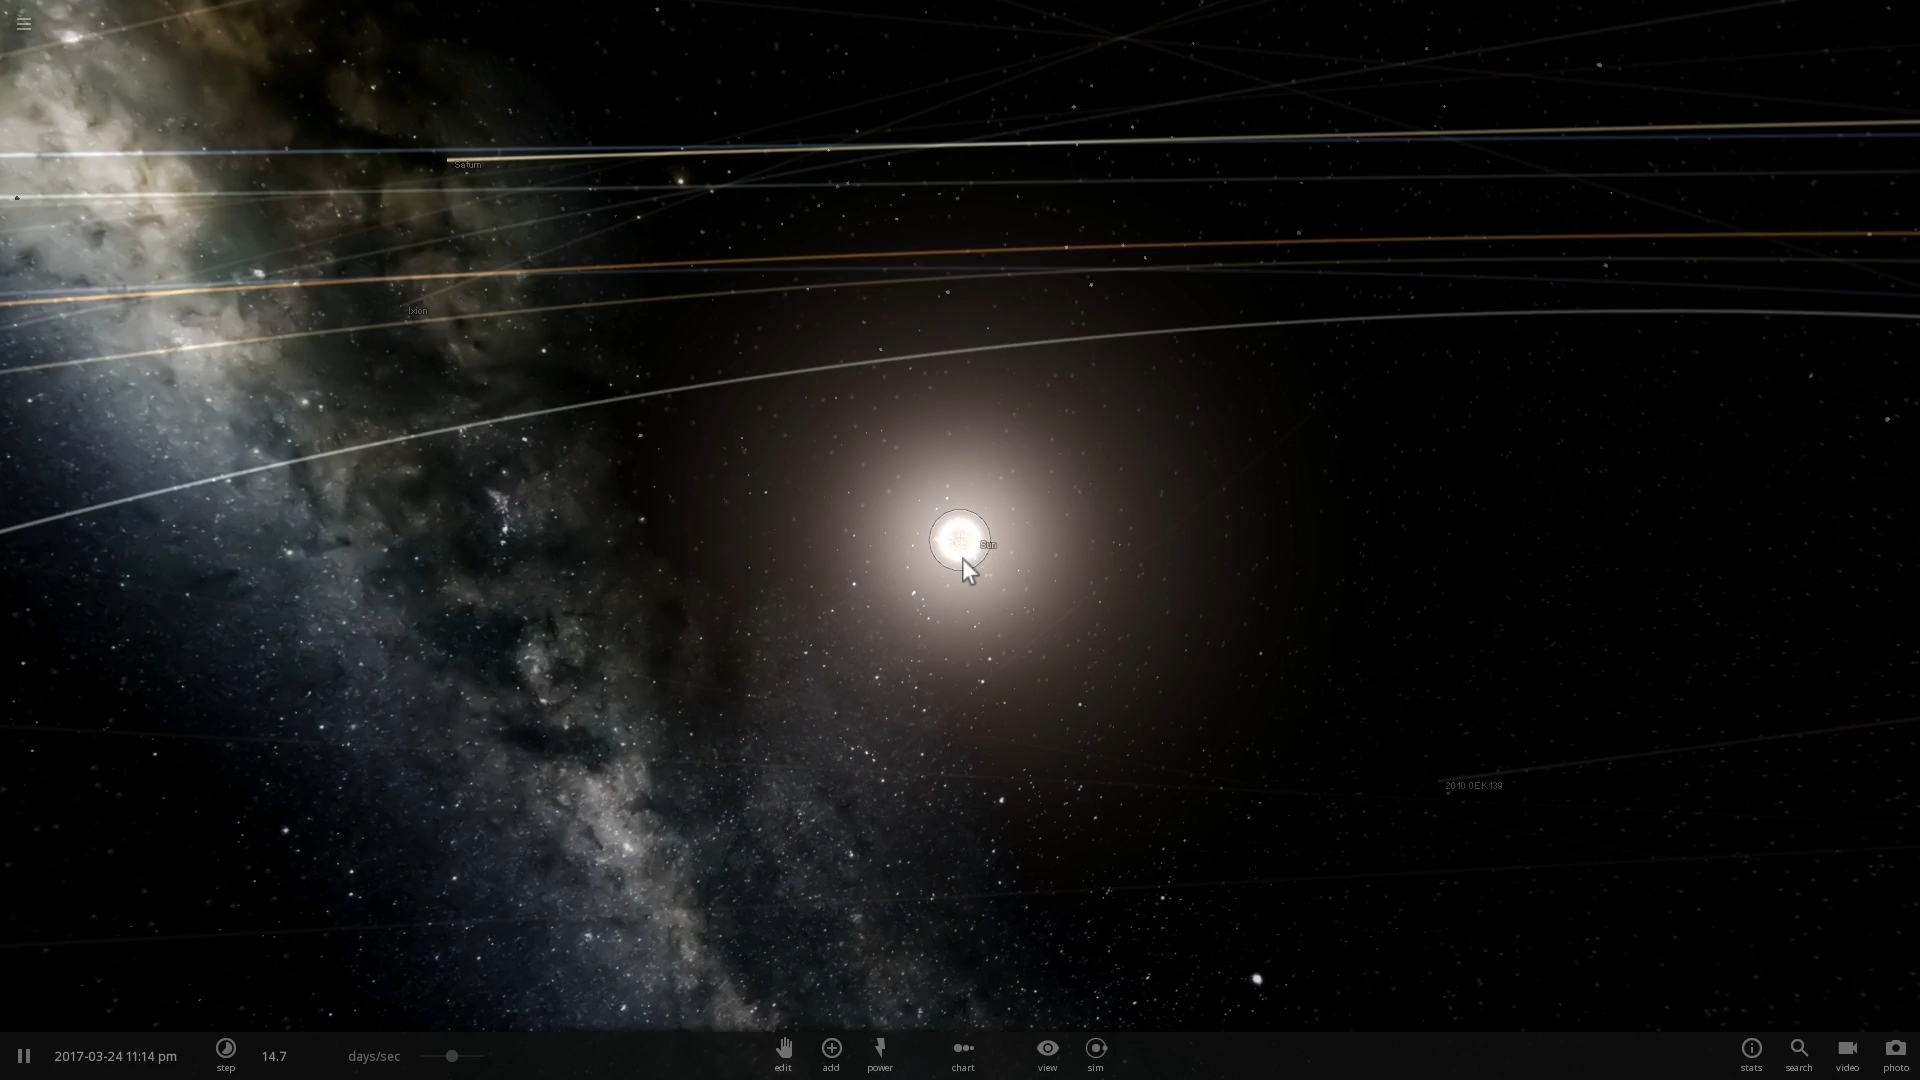 Saturn
Ixion
Sun
2010 0EK139
2017-03-24 11:14 pm
step
14.7
days/sec
edit
add
power
chart
view
sim
stats
search
video
photo